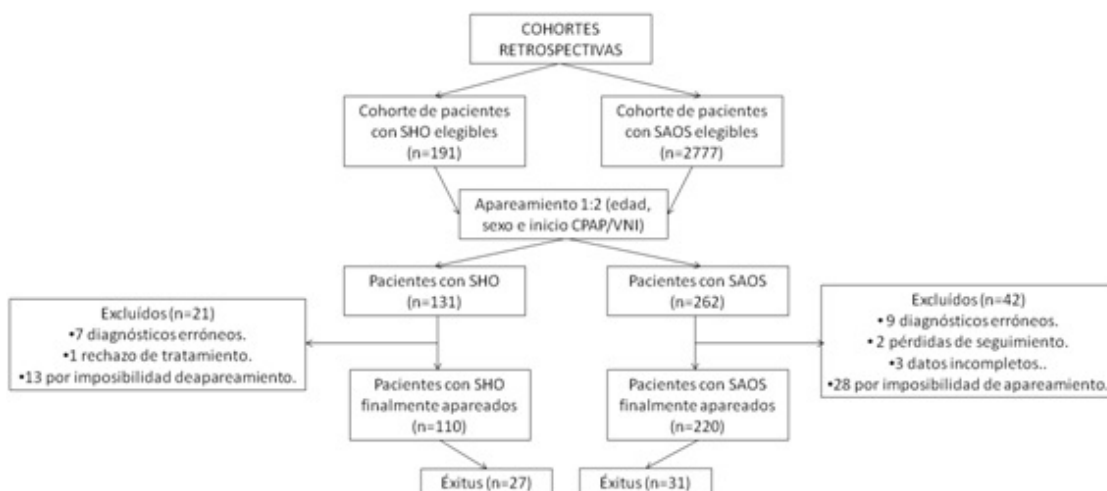 COHORTES
RETROSPECTIVAS
Cohorte de pacientes
con SHO elegibles
(n=191)
Cohorte de pacientes
con SAOS elegibles
(n=2777)
Apareamiento 1:2 (edad,
sexo e inicio CPAP/VNI)
Pacientes con SHO
(n=131)
Pacientes con SAOS
(n=262)
Excluídos (n=21)
•7 diagnósticos erróneos.
•1 rechazo de tratamiento.
•13 por imposibilidad deapareamiento.
Excluídos (n=42)
•9 diagnósticos erróneos.
•2 pérdidas de seguimiento.
•3 datos incompletos..
•28 por imposibilidad de apareamiento.
Pacientes con SHO
finalmente apareados
(n=110)
Pacientes con SAOS
finalmente apareados
(n=220)
Éxitus (n=27)
Éxitus (n=31)